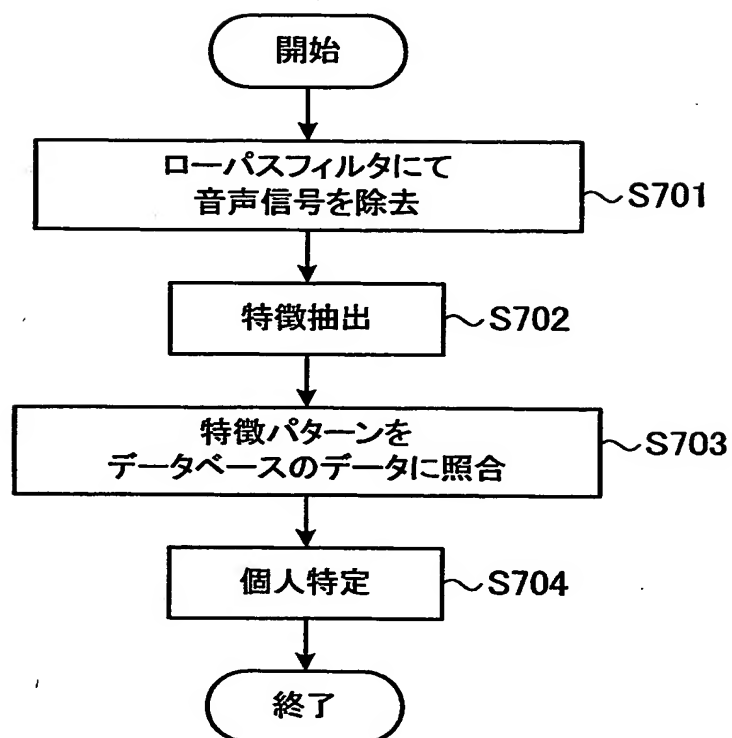 開始
ローパスフィルタにて
音声信号を除去
S701
特徴抽出
S702
特徴パターンを
データベースのデータに照合
S703
個人特定
S704
終了